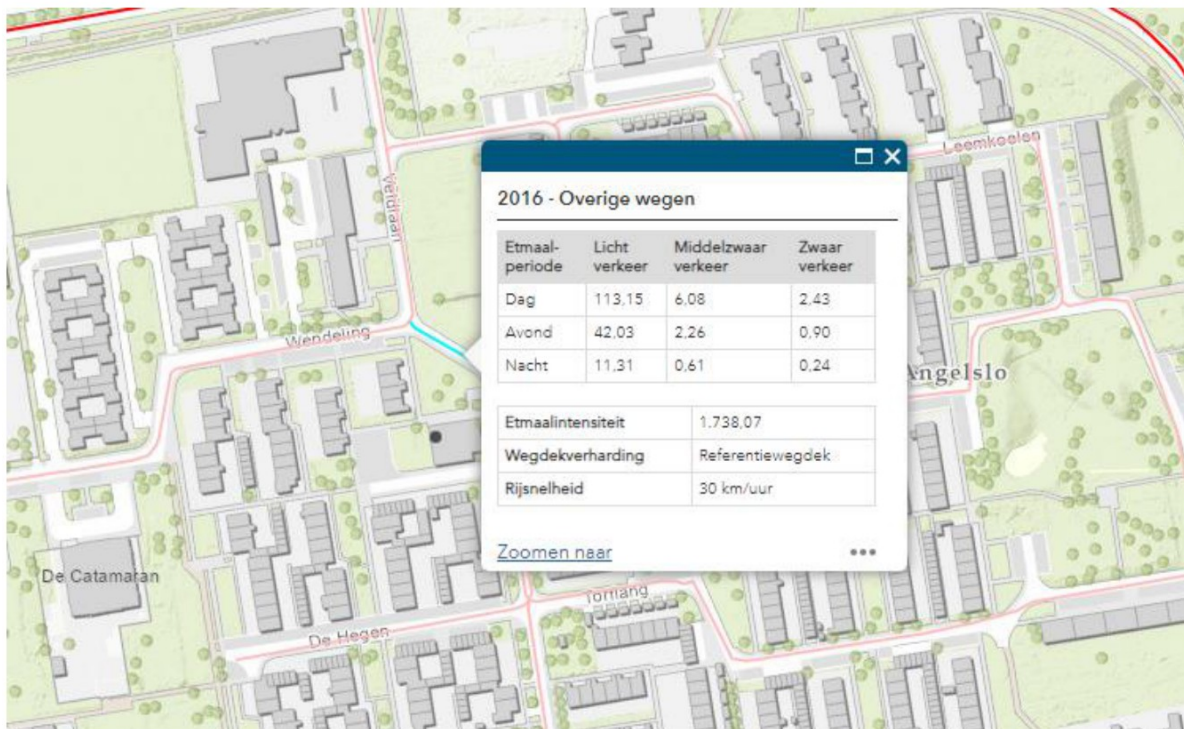 Veldlaan
Leemkoelen
Wendeling
Angelslo
De Catamaran
De Hegen
2016 - Overige wegen
Etmaal-periode Licht verkeer Middelzwaar verkeer Zwaar verkeer
Dag 113,15 6,08 2,43
Avond 42,03 2,26 0,90
Nacht 11,31 0,61 0,24
Etmaalintensiteit 1.738,07
Wegdekverharding Referentiewegdek
Rijsnelheid 30 km/uur
Zoomen naar